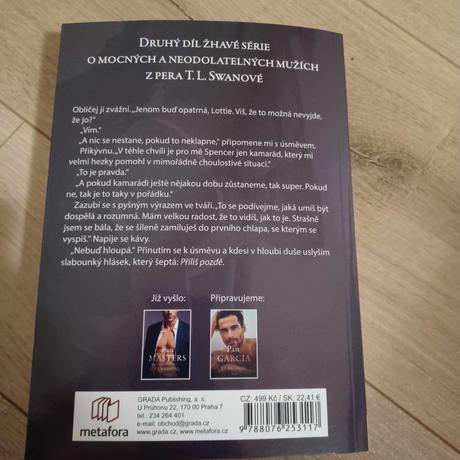 DRUHÝ DÍL ŽHAVÉ SÉRIE
O MOCNÝCH A NEODOLATELNÝCH MUŽÍCH
Z PERA T. L. SWANOVÉ
Obličej jí zvážní. „Jenom buď opatrná, Lottie. Víš, že to možná nevyjde,
že jo?“
„Vím.“
„A nic se nestane, pokud to neklapne,“ připomene mi s úsměvem.
Přikývnu. „V téhle chvíli je pro mě Spencer jen kamarád, který mi
velmi hezky pomohl v mimořádně choulostivé situaci.“
„To je pravda.“
„A pokud kamarádi ještě nějakou dobu zůstaneme, tak super. Pokud
ne, tak je to taky v pořádku.“
Zazubí se s pyšným výrazem ve tváři. „To se podívejme, jaká umíš být
dospělá a rozumná. Mám velkou radost, že to vidíš, jak to je. Strašně
jsem se bála, že se šíleně zamiluješ do prvního chlapa, se kterým se
vyspíš.“ Napije se kávy.
„Nebuď hloupá.“ Přinutím se k úsměvu a kdesi v hloubi duše uslyším
slabounký hlásek, který šeptá: Příliš pozdě.
Již vyšlo:
Připravujeme:
Pan
MASTERS
Pan
GARCIA
metafora
GRADA Publishing, a. s.
U Průhonu 22, 170 00 Praha 7
tel.: 234 264 401
e-mail: obchod@grada.cz
www.grada.cz, www.metafora.cz
CZ: 499 Kč / SK: 22,41 €
9 788076 253117